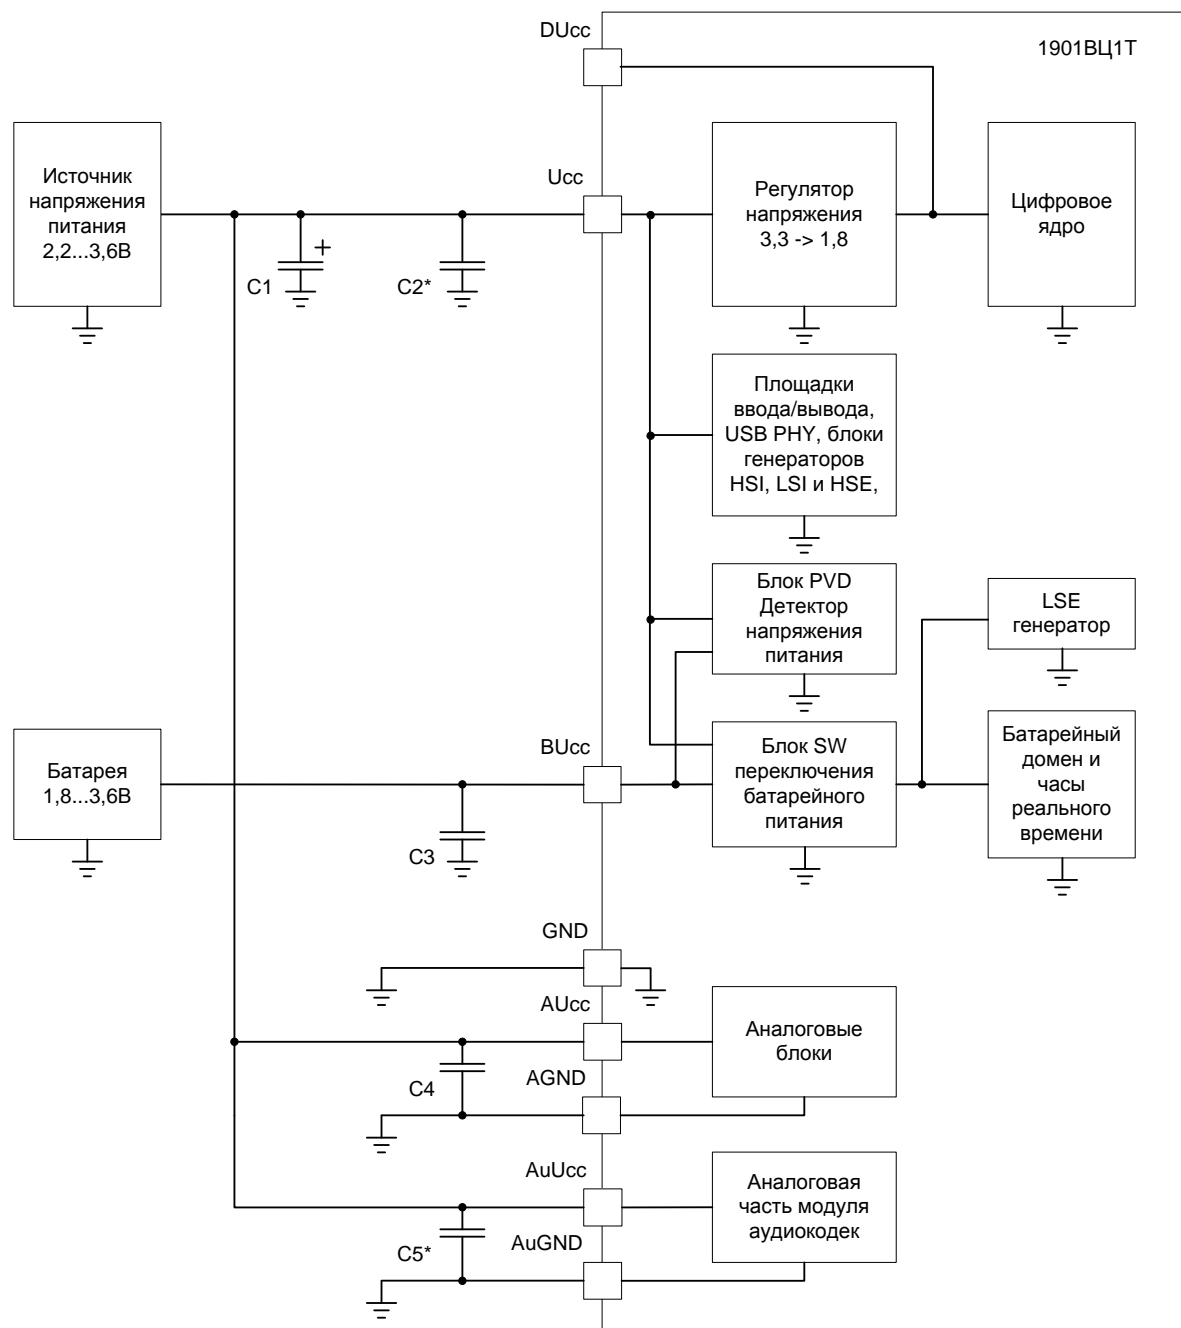 DUcc
1901ВЦ1Т
Источник
напряжения
питания
2,2...3,6В
Ucc
Регулятор
напряжения
3,3 -> 1,8
Цифровое
ядро
+
C1
C2*
Площадки
ввода/вывода,
USB PHY, блоки
генераторов
HSI, LSI и HSE,
Блок PVD
Детектор
напряжения
питания
LSE
генератор
Батарея
1,8...3,6В
BUcc
Блок SW
переключения
батарейного
питания
Батарейный
домен и
часы
реального
времени
C3
GND
AUcc
Аналоговые
блоки
C4
AGND
AuUcc
Аналоговая
часть модуля
аудиокодек
C5*
AuGND